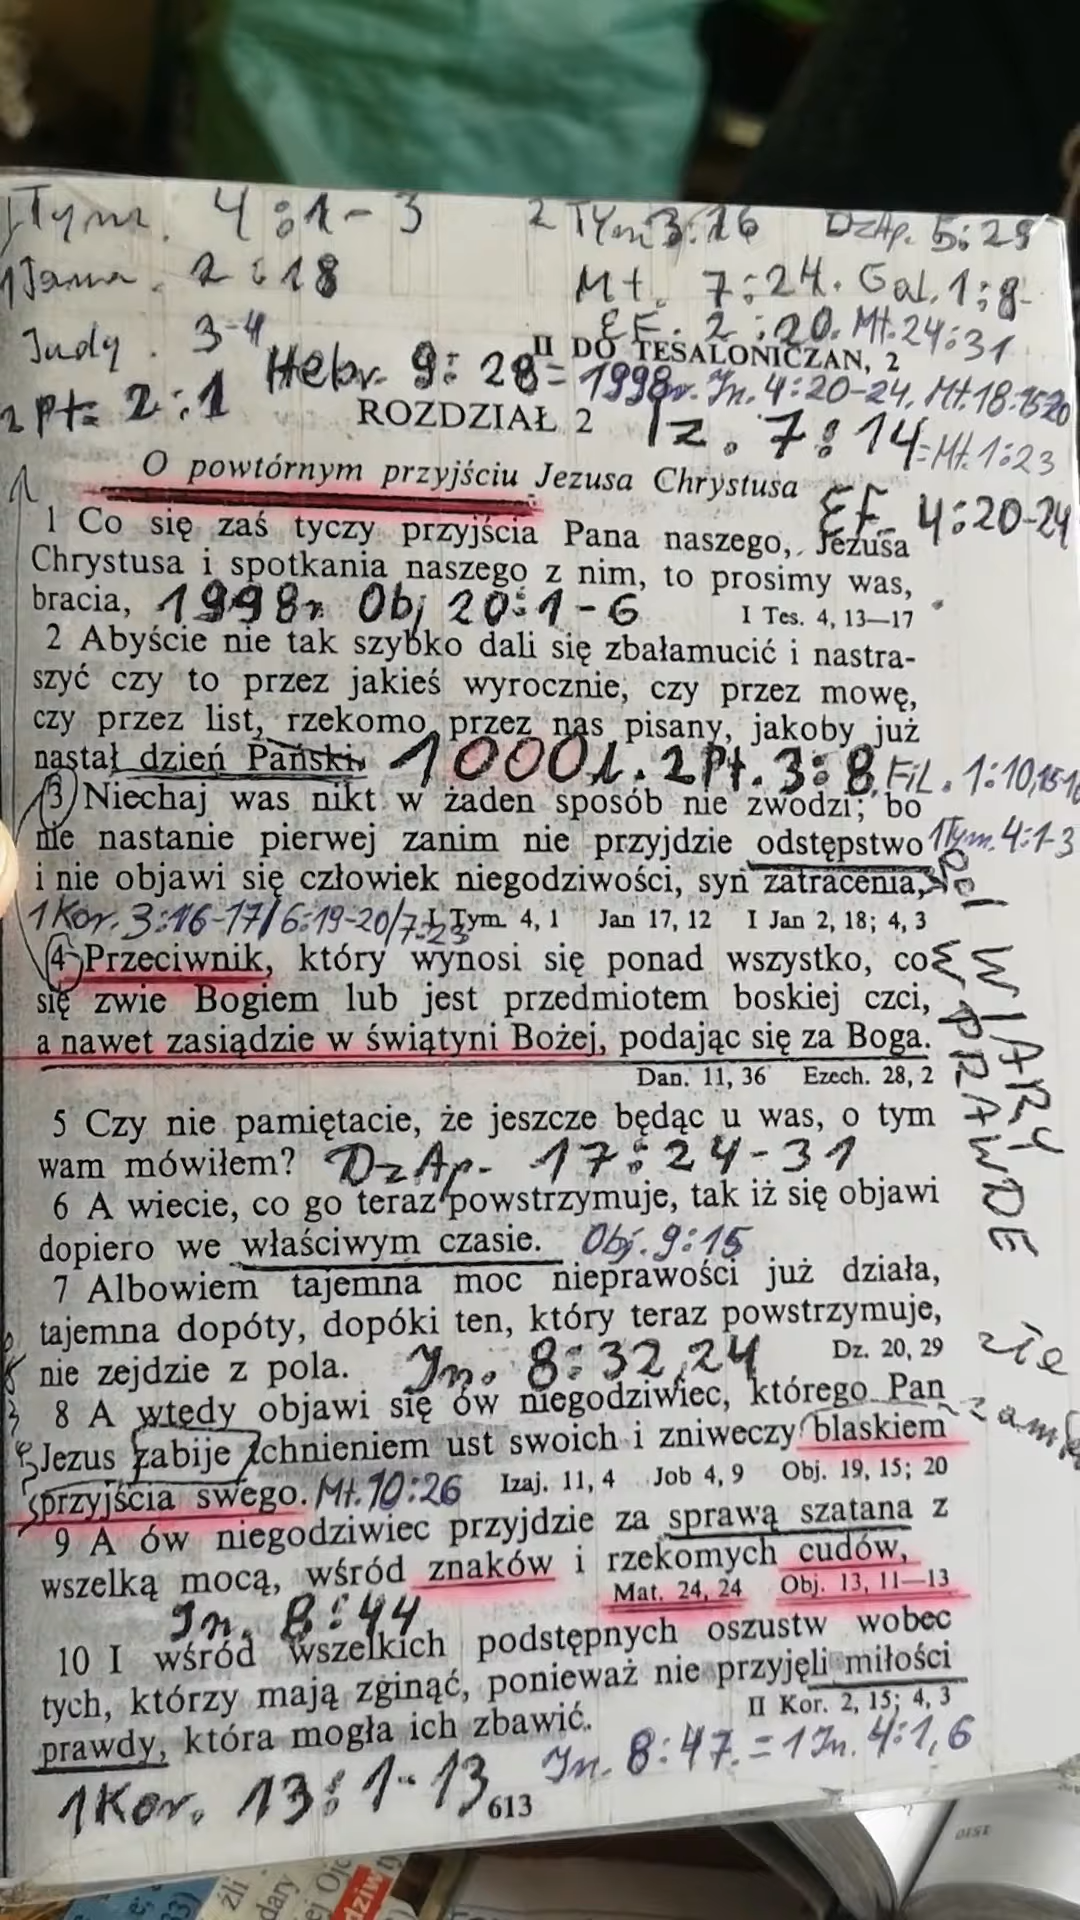 1Tym. 4:1-3 2 TYm 3:16 DzAp. 5:29
1Jana. 2:18 Mt. 7:24. Gal. 1:8-
Judy. 3-4 EF. 2:20. Mt.24:31
II DO TESALONICZAN, 2
2 Pt= 2:1 Hebr. 9:28= 1998r. Jn. 4:20-24, Mt.18:15-20
ROZDZIAŁ 2 Iz. 7:14=Mt.1:23
O powtórnym przyjściu Jezusa Chrystusa
EF. 4:20-24
1 Co się zaś tyczy przyjścia Pana naszego, Jezusa
Chrystusa i spotkania naszego z nim, to prosimy was,
bracia, 1998r Obj 20:1-6 I Tes. 4, 13—17
2 Abyście nie tak szybko dali się zbałamucić i nastra-
szyć czy to przez jakieś wyrocznie, czy przez mowę,
czy przez list, rzekomo przez nas pisany, jakoby już
nastał dzień Pański. 1000l. 2Pt. 3:8, FiL. 1:10,15-
3 Niechaj was nikt w żaden sposób nie zwodzi; bo
nie nastanie pierwej zanim nie przyjdzie odstępstwo 1Tym. 4:1-3
i nie objawi się człowiek niegodziwości, syn zatracenia,
1Kor. 3:16-17/6:19-20/7:23 I Tym. 4, 1 Jan 17, 12 I Jan 2, 18; 4, 3
4 Przeciwnik, który wynosi się ponad wszystko, co
się zwie Bogiem lub jest przedmiotem boskiej czci,
a nawet zasiądzie w świątyni Bożej, podając się za Boga.
Dan. 11, 36 Ezech. 28, 2
OD WIARY
PRAWDE
5 Czy nie pamiętacie, że jeszcze będąc u was, o tym
wam mówiłem? DzAp. 17:24-31
6 A wiecie, co go teraz powstrzymuje, tak iż się objawi
dopiero we właściwym czasie. Obj. 9:15
7 Albowiem tajemna moc nieprawości już działa,
tajemna dopóty, dopóki ten, który teraz powstrzymuje,
nie zejdzie z pola. Jn. 8:32,24 Dz. 20, 29
8 A wtedy objawi się ów niegodziwiec, którego Pan
Jezus zabije tchnieniem ust swoich i zniweczy blaskiem
przyjścia swego. Mt.10:26 Izaj. 11, 4 Job 4, 9 Obj. 19, 15; 20
9 A ów niegodziwiec przyjdzie za sprawą szatana z
wszelką mocą, wśród znaków i rzekomych cudów,
Mat. 24, 24 Obj. 13, 11—13
Jn. 8:44
10 I wśród wszelkich podstępnych oszustw wobec
tych, którzy mają zginąć, ponieważ nie przyjęli miłości
II Kor. 2, 15; 4, 3
prawdy, która mogła ich zbawić.
Jn. 8:47.=1Jn. 4:1,6
1Kor. 13:1-13
613